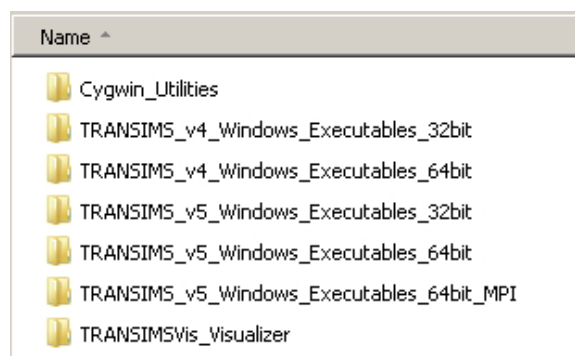 Name
Cygwin_Utilities
TRANSIMS_v4_Windows_Executables_32bit
TRANSIMS_v4_Windows_Executables_64bit
TRANSIMS_v5_Windows_Executables_32bit
TRANSIMS_v5_Windows_Executables_64bit
TRANSIMS_v5_Windows_Executables_64bit_MPI
TRANSIMSVis_Visualizer